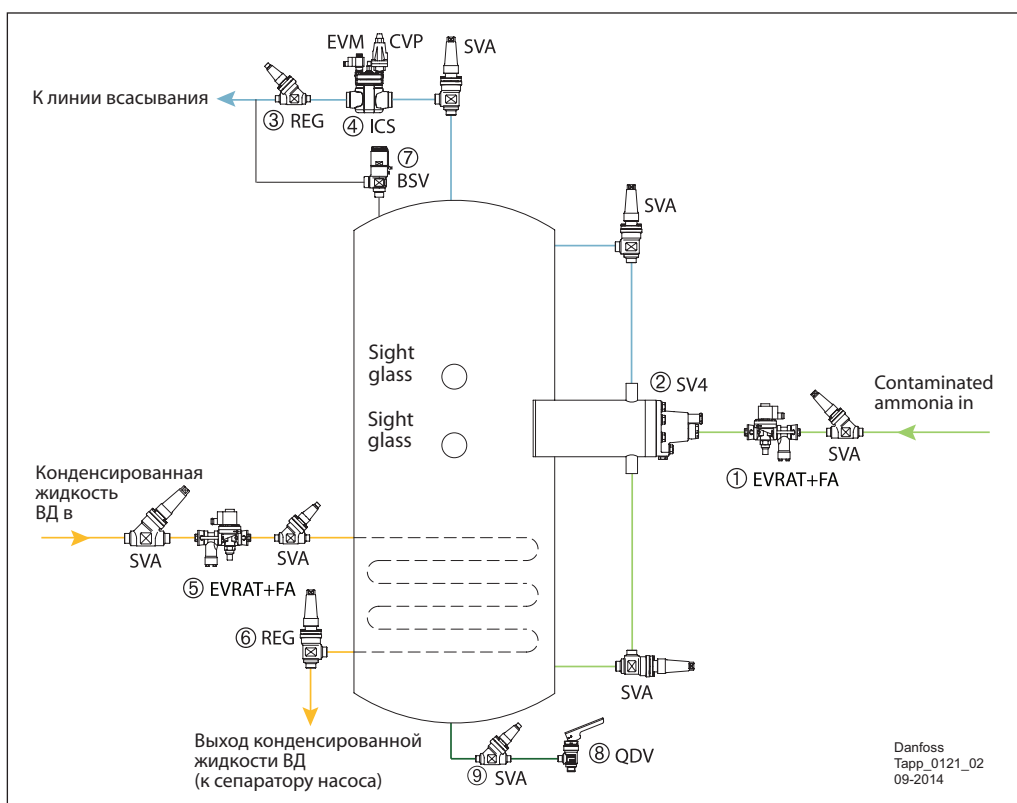 EVM
CVP
SVA
К линии всасывания
③ REG
④ ICS
⑦
BSV
SVA
Sight
glass
② SV4
Contaminated
ammonia in
Sight
glass
SVA
① EVRAT+FA
Конденсированная
жидкость
ВД в
SVA
SVA
⑤ EVRAT+FA
⑥ REG
SVA
Выход конденсированной
жидкости ВД
(к сепаратору насоса)
⑨ SVA
⑧ QDV
Danfoss
Tapp_0121_02
09-2014